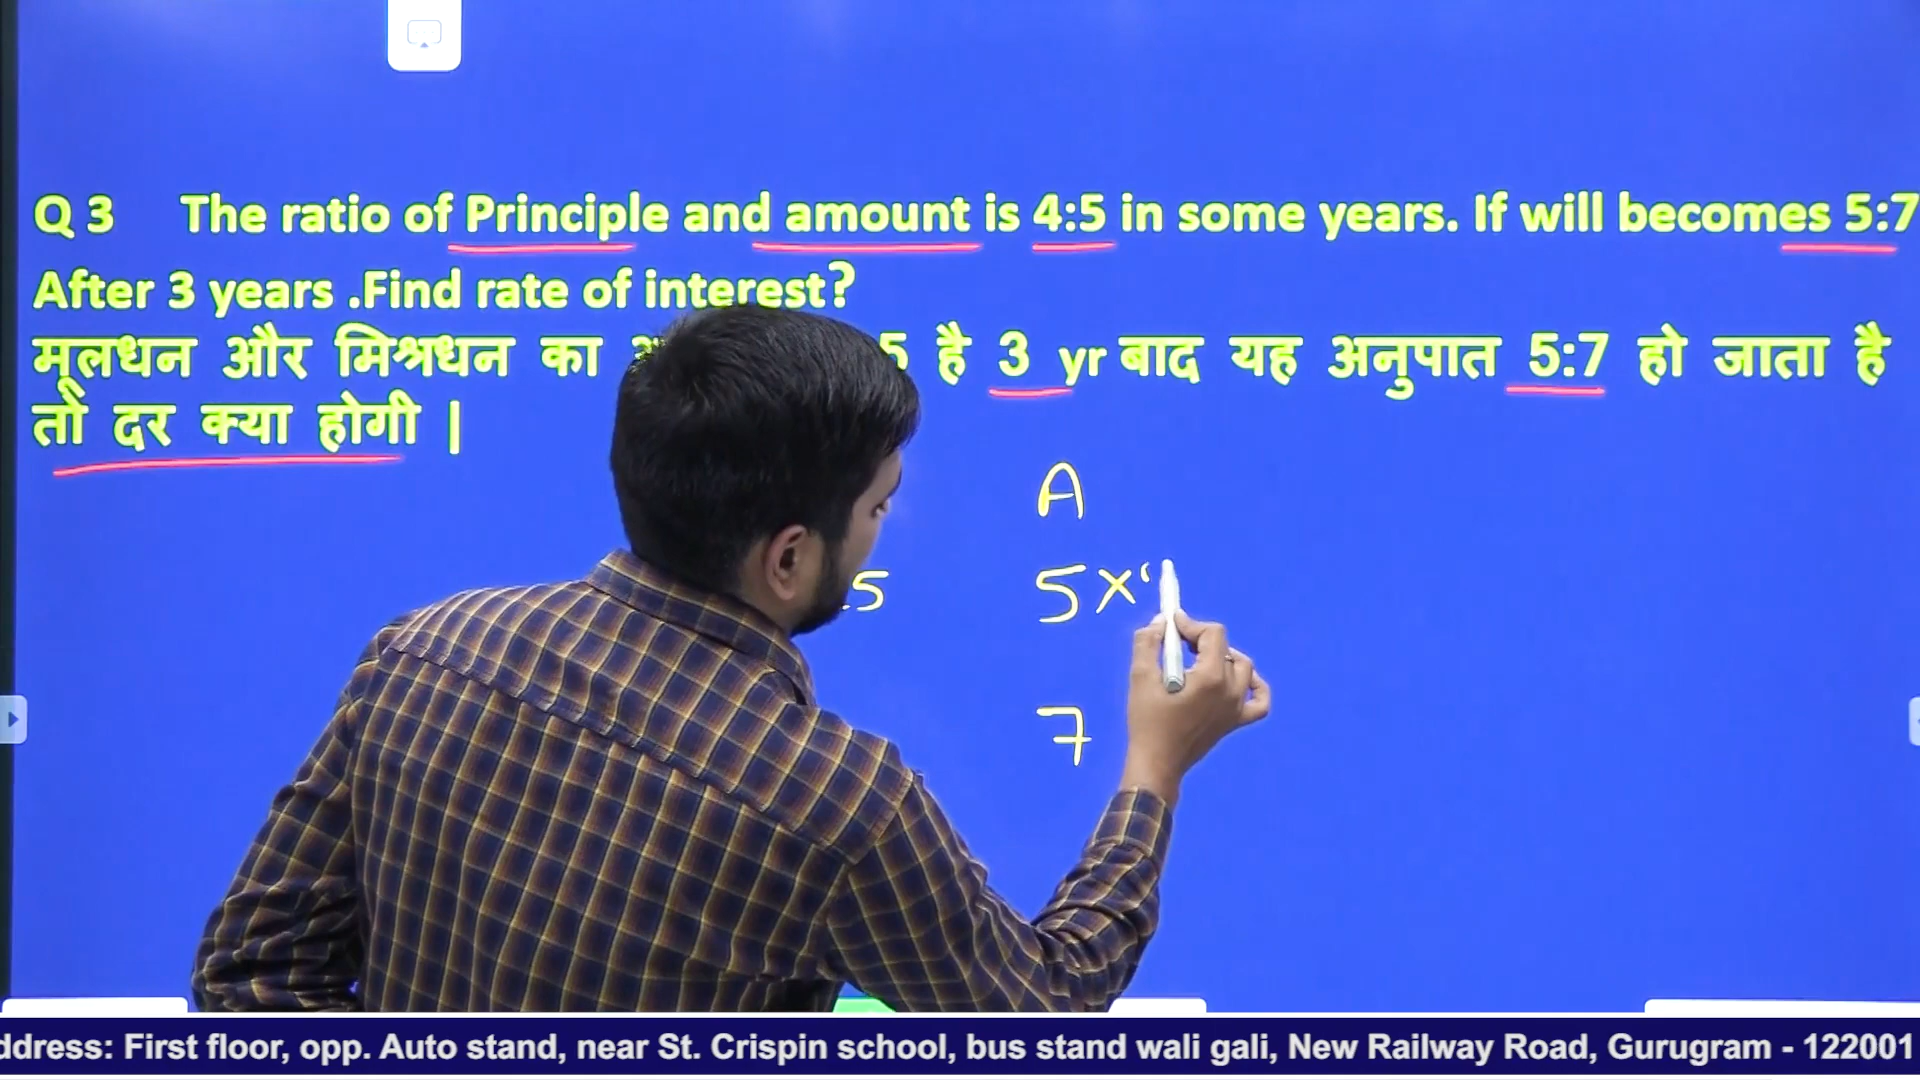 Q 3 The ratio of Principle and amount is 4:5 in some years. If will becomes 5:7
After 3 years .Find rate of interest?
मूलधन और मिश्रधन का 5 है 3 yr बाद यह अनुपात 5:7 हो जाता है
तो दर क्या होगी |
A
5 5 ×
7
First floor, opp. Auto stand, near St. Crispin school, bus stand wali gali, New Railway Road, Gurugram - 122001